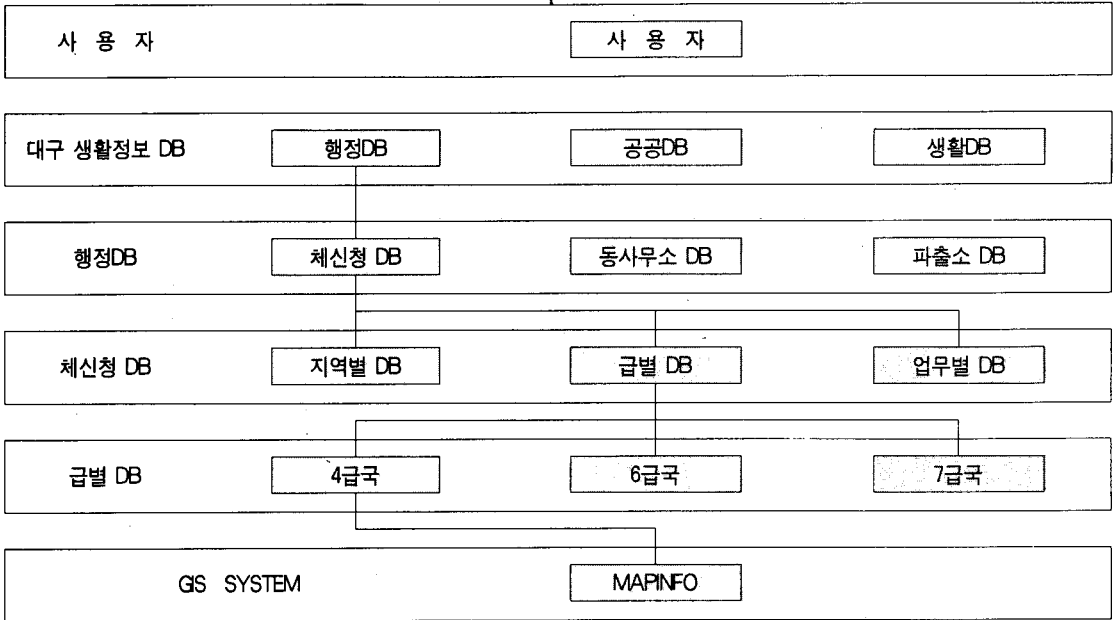 사 용 자 사 용 자
대구 생활정보 DB 행정DB 공공DB 생활DB
행정DB 체신청 DB 동사무소 DB 파출소 DB
체신청 DB 지역별 DB 급별 DB 업무별 DB
급별 DB 4급국 6급국 7급국
GIS SYSTEM MAPINFO